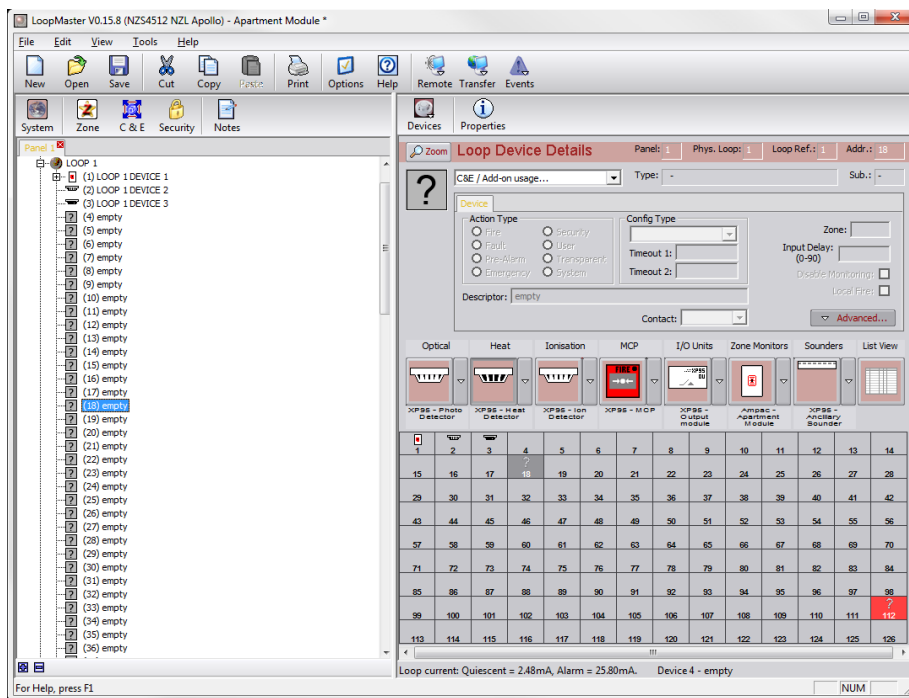 LoopMaster V0.15.8 (NZS4512 NZL Apollo) - Apartment Module *
File Edit View Tools Help
New Open Save Cut Copy Paste Print Options Help Remote Transfer Events
System Zone C & E Security Notes
Devices Properties
Panel 1
LOOP 1
(1) LOOP 1 DEVICE 1
(2) LOOP 1 DEVICE 2
(3) LOOP 1 DEVICE 3
(4) empty
(5) empty
(6) empty
(7) empty
(8) empty
(9) empty
(10) empty
(11) empty
(12) empty
(13) empty
(14) empty
(15) empty
(16) empty
(17) empty
(18) empty
(19) empty
(20) empty
(21) empty
(22) empty
(23) empty
(24) empty
(25) empty
(26) empty
(27) empty
(28) empty
(29) empty
(30) empty
(31) empty
(32) empty
(33) empty
(34) empty
(35) empty
(36) empty
Zoom Loop Device Details Panel: 1 Phys. Loop: 1 Loop Ref.: 1 Addr.: 18
? C&E / Add-on usage... Type: - Sub.: -
Device
Action Type Config Type
Fire Security Zone:
Fault User Timeout 1: Input Delay: (0-90)
Pre-Alarm Transparent Timeout 2: Disable Monitoring:
Emergency System Local Fire:
Descriptor: empty
Contact: Advanced...
Optical Heat Ionisation MCP I/O Units Zone Monitors Sounders List View
FIRE XP95 OU
XP95 - Photo Detector XP95 - Heat Detector XP95 - Ion Detector XP95 - MCP XP95 - Output module Ampac - Apartment Module XP95 - Ancillary Sounder
1 2 3 4 5 6 7 8 9 10 11 12 13 14
?
15 16 17 18 19 20 21 22 23 24 25 26 27 28
29 30 31 32 33 34 35 36 37 38 39 40 41 42
43 44 45 46 47 48 49 50 51 52 53 54 55 56
57 58 59 60 61 62 63 64 65 66 67 68 69 70
71 72 73 74 75 76 77 78 79 80 81 82 83 84
85 86 87 88 89 90 91 92 93 94 95 96 97 98
?
99 100 101 102 103 104 105 106 107 108 109 110 111 112
113 114 115 116 117 118 119 120 121 122 123 124 125 126
Loop current: Quiescent = 2.48mA, Alarm = 25.80mA. Device 4 - empty
For Help, press F1 NUM